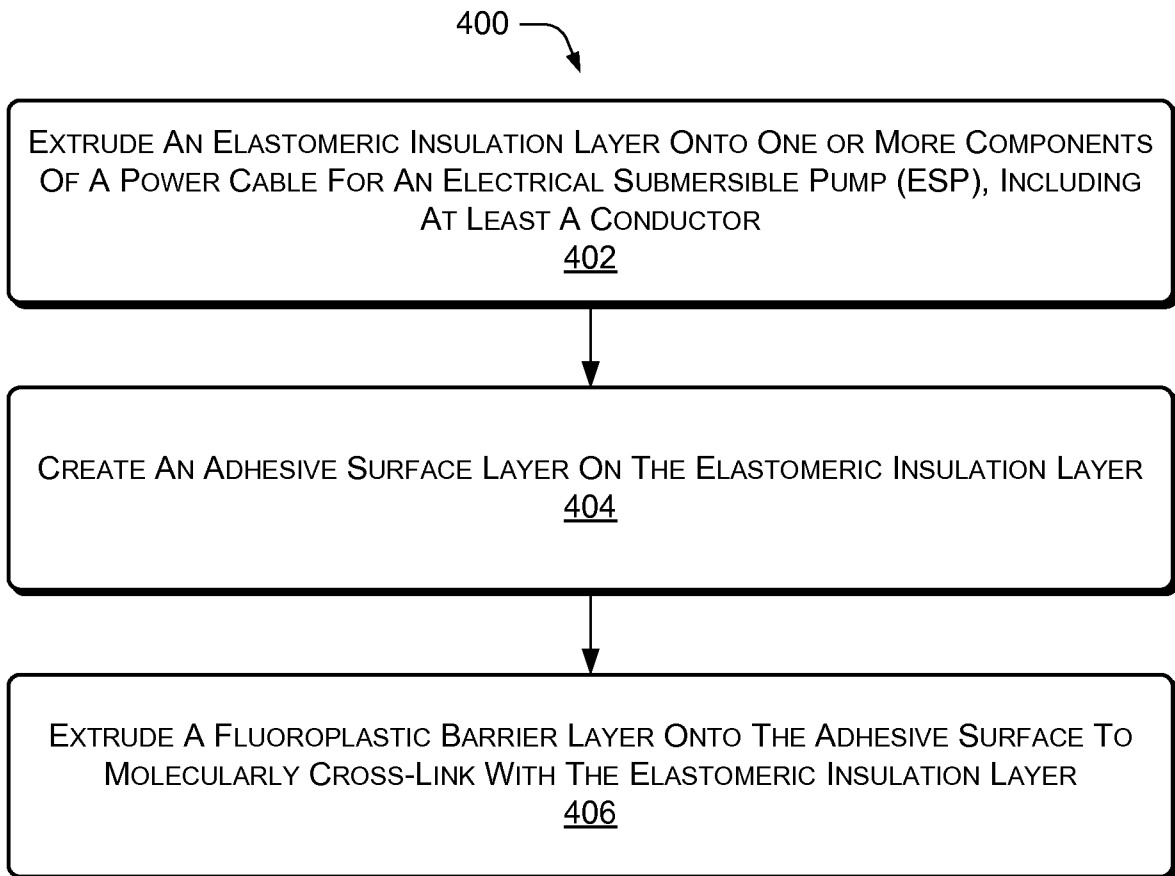 400
EXTRUDE AN ELASTOMERIC INSULATION LAYER ONTO ONE OR MORE COMPONENTS
OF A POWER CABLE FOR AN ELECTRICAL SUBMERSIBLE PUMP (ESP), INCLUDING
AT LEAST A CONDUCTOR
402
CREATE AN ADHESIVE SURFACE LAYER ON THE ELASTOMERIC INSULATION LAYER
404
EXTRUDE A FLUOROPLASTIC BARRIER LAYER ONTO THE ADHESIVE SURFACE TO
MOLECULARLY CROSS-LINK WITH THE ELASTOMERIC INSULATION LAYER
406